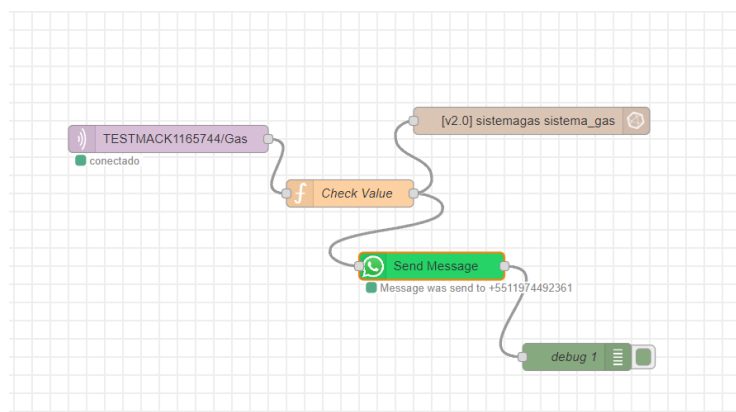 [v2.0] sistemagas sistema_gas
TESTMACK1165744/Gas
conectado
Check Value
Send Message
Message was send to +5511974492361
debug 1